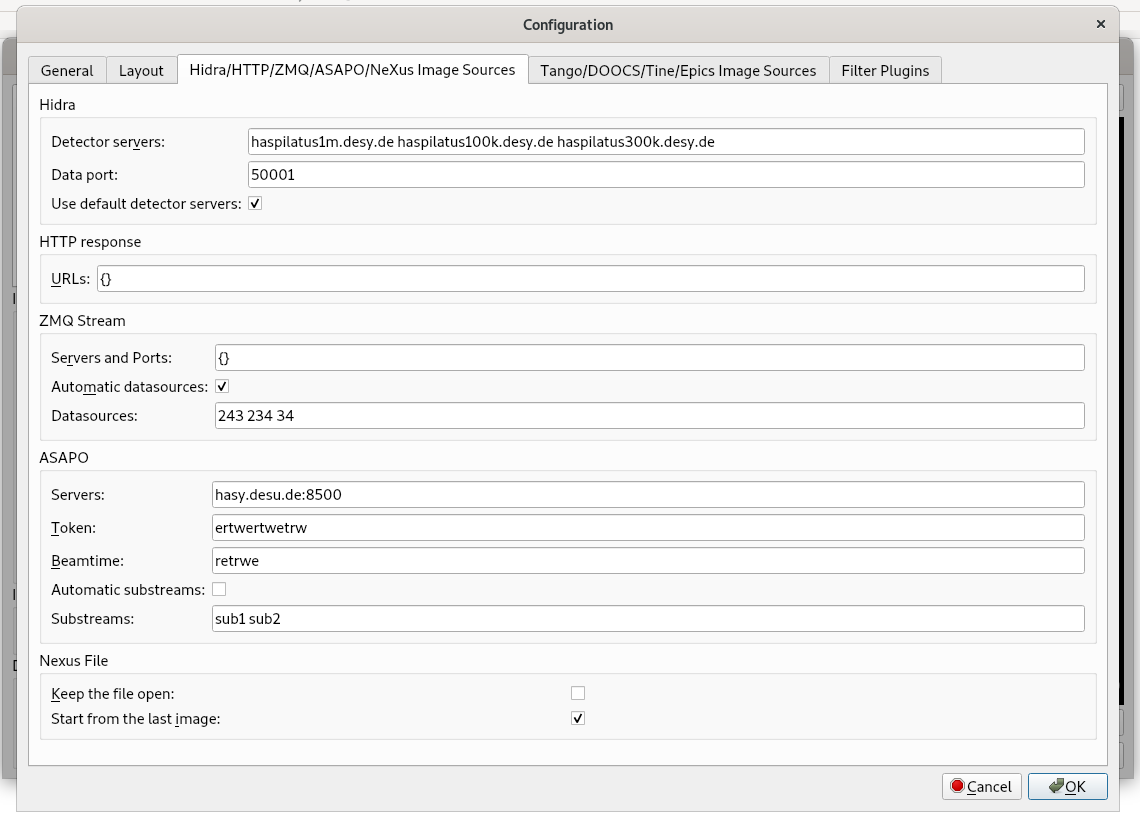 Configuration
×
General Layout Hidra/HTTP/ZMQ/ASAPO/NeXus Image Sources Tango/DOOCS/Tine/Epics Image Sources Filter Plugins
Hidra
Detector servers: haspilatus1m.desy.de haspilatus100k.desy.de haspilatus300k.desy.de
Data port: 50001
Use default detector servers:
HTTP response
URLs: {}
ZMQ Stream
Servers and Ports: {}
Automatic datasources:
Datasources: 243 234 34
ASAPO
Servers: hasy.desu.de:8500
Token: ertwertwetrw
Beamtime: retrwe
Automatic substreams:
Substreams: sub1 sub2
Nexus File
Keep the file open:
Start from the last image:
Cancel OK